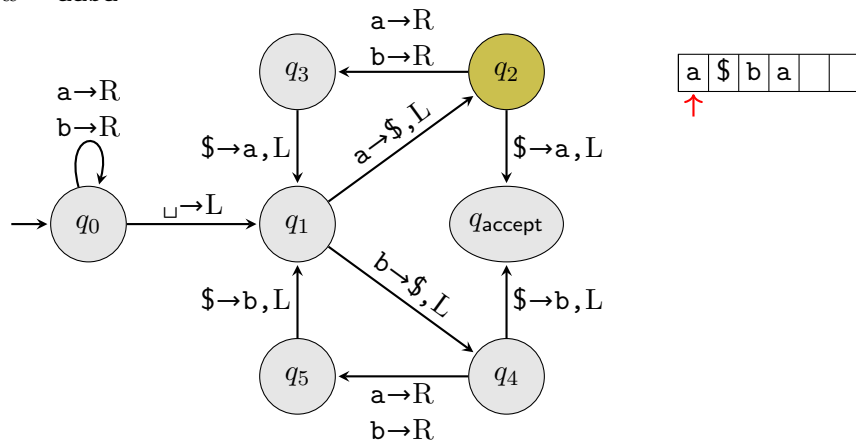 a→R
b→R
q3
q2
a $ b a
a→R
b→R
$→a,L
a→$,L
$→a,L
q0
␣→L
q1
qaccept
$→b,L
b→$,L
$→b,L
q5
q4
a→R
b→R